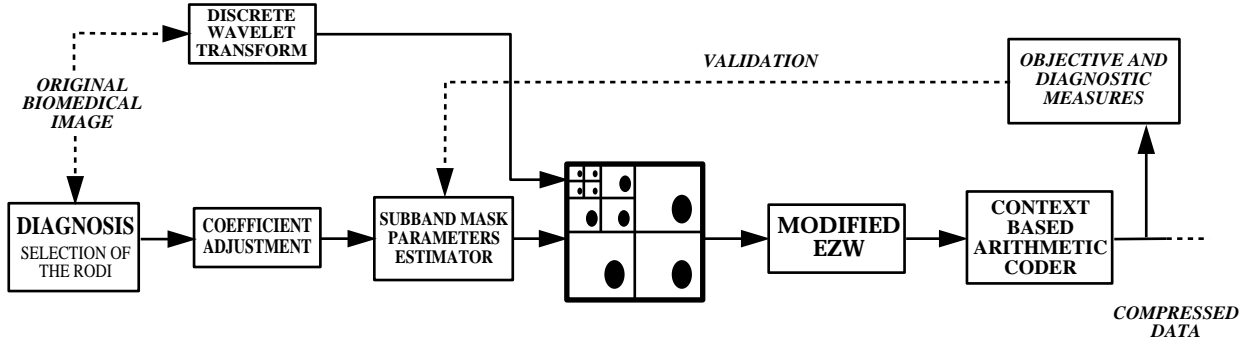 DISCRETE
WAVELET
TRANSFORM
ORIGINAL
BIOMEDICAL
IMAGE
VALIDATION
OBJECTIVE AND
DIAGNOSTIC
MEASURES
DIAGNOSIS
SELECTION OF
THE RODI
COEFFICIENT
ADJUSTMENT
SUBBAND MASK
PARAMETERS
ESTIMATOR
MODIFIED
EZW
CONTEXT
BASED
ARITHMETIC
CODER
COMPRESSED
DATA